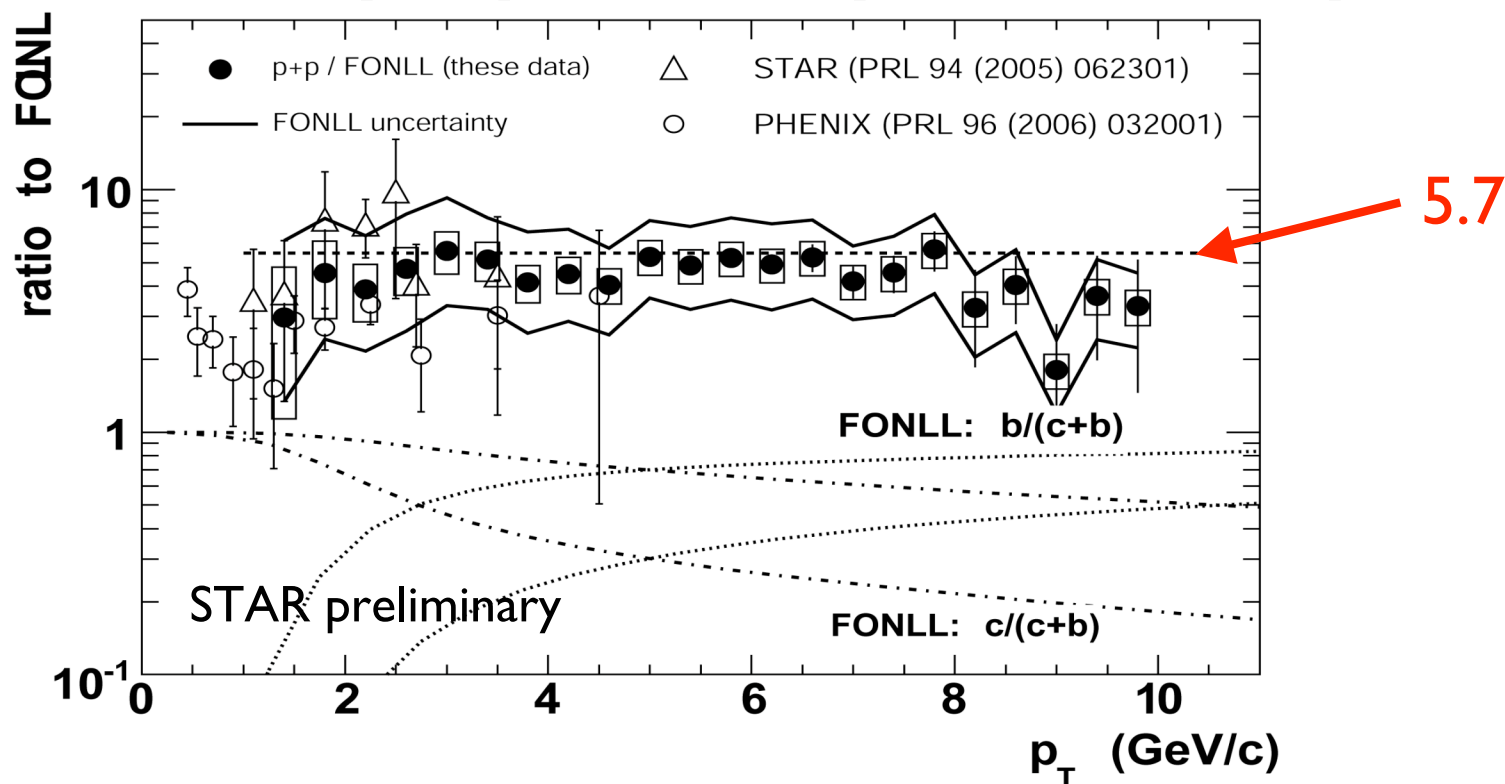 ratio to FONLL
p+p / FONLL (these data)
STAR (PRL 94 (2005) 062301)
FONLL uncertainty
PHENIX (PRL 96 (2006) 032001)
10
5.7
1
FONLL: b/(c+b)
STAR preliminary
FONLL: c/(c+b)
10-1
0 2 4 6 8 10
pT (GeV/c)